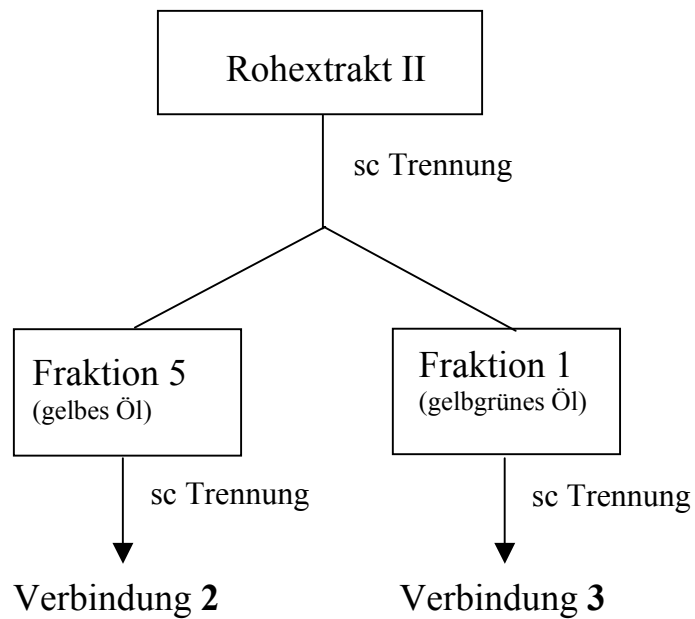 Rohextrakt II
sc Trennung
Fraktion 5
(gelbes Öl)
Fraktion 1
(gelbgrünes Öl)
sc Trennung
sc Trennung
Verbindung 2
Verbindung 3